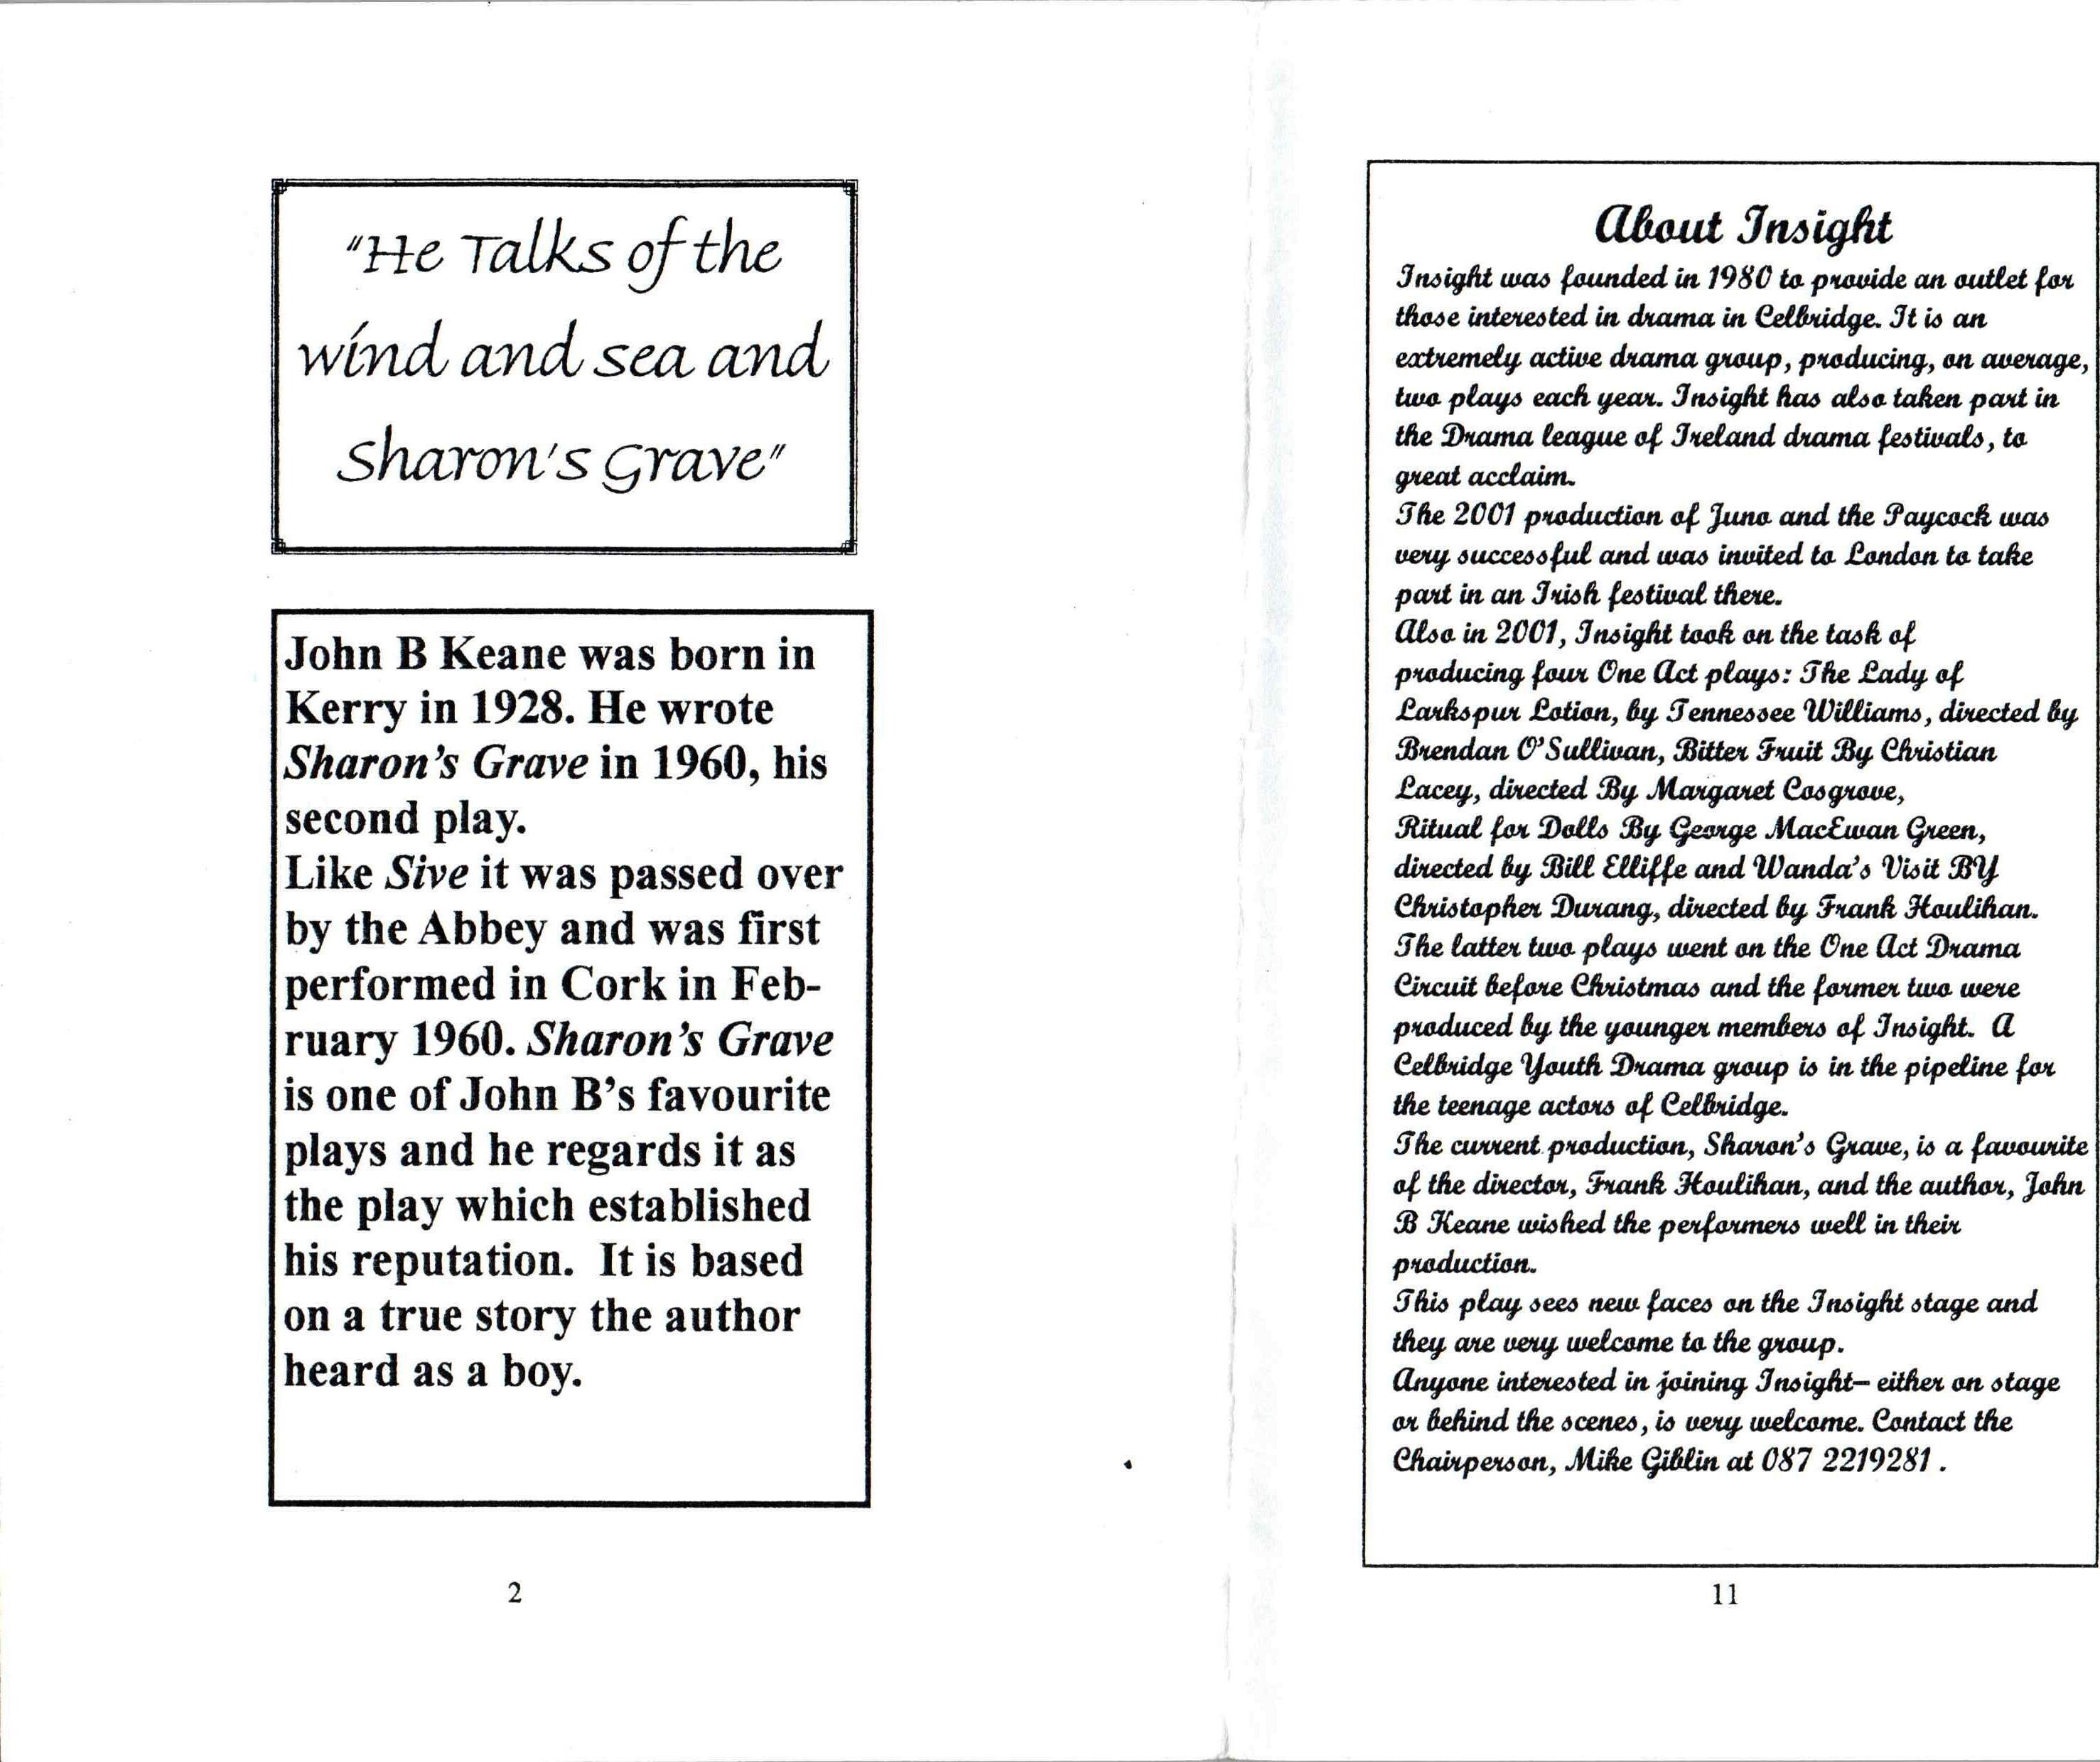 "He Talks of the
wind and sea and
Sharon's Grave"
John B Keane was born in
Kerry in 1928. He wrote
Sharon's Grave in 1960, his
second play.
Like Sive it was passed over
by the Abbey and was first
performed in Cork in Feb-
ruary 1960. Sharon's Grave
is one of John B's favourite
plays and he regards it as
the play which established
his reputation.  It is based
on a true story the author
heard as a boy.
2
About Insight
Insight was founded in 1980 to provide an outlet for
those interested in drama in Celbridge. It is an
extremely active drama group, producing, on average,
two plays each year. Insight has also taken part in
the Drama league of Ireland drama festivals, to
great acclaim.
The 2001 production of Juno and the Paycock was
very successful and was invited to London to take
part in an Irish festival there.
Also in 2001, Insight took on the task of
producing four One Act plays: The Lady of
Larkspur Lotion, by Tennessee Williams, directed by
Brendan O'Sullivan, Bitter Fruit By Christian
Lacey, directed By Margaret Cosgrove,
Ritual for Dolls By George MacEwan Green,
directed by Bill Elliffe and Wanda's Visit BY
Christopher Durang, directed by Frank Houlihan.
The latter two plays went on the One Act Drama
Circuit before Christmas and the former two were
produced by the younger members of Insight.  A
Celbridge Youth Drama group is in the pipeline for
the teenage actors of Celbridge.
The current production, Sharon's Grave, is a favourite
of the director, Frank Houlihan, and the author, John
B Keane wished the performers well in their
production.
This play sees new faces on the Insight stage and
they are very welcome to the group.
Anyone interested in joining Insight– either on stage
or behind the scenes, is very welcome. Contact the
Chairperson, Mike Giblin at 087 2219281 .
11